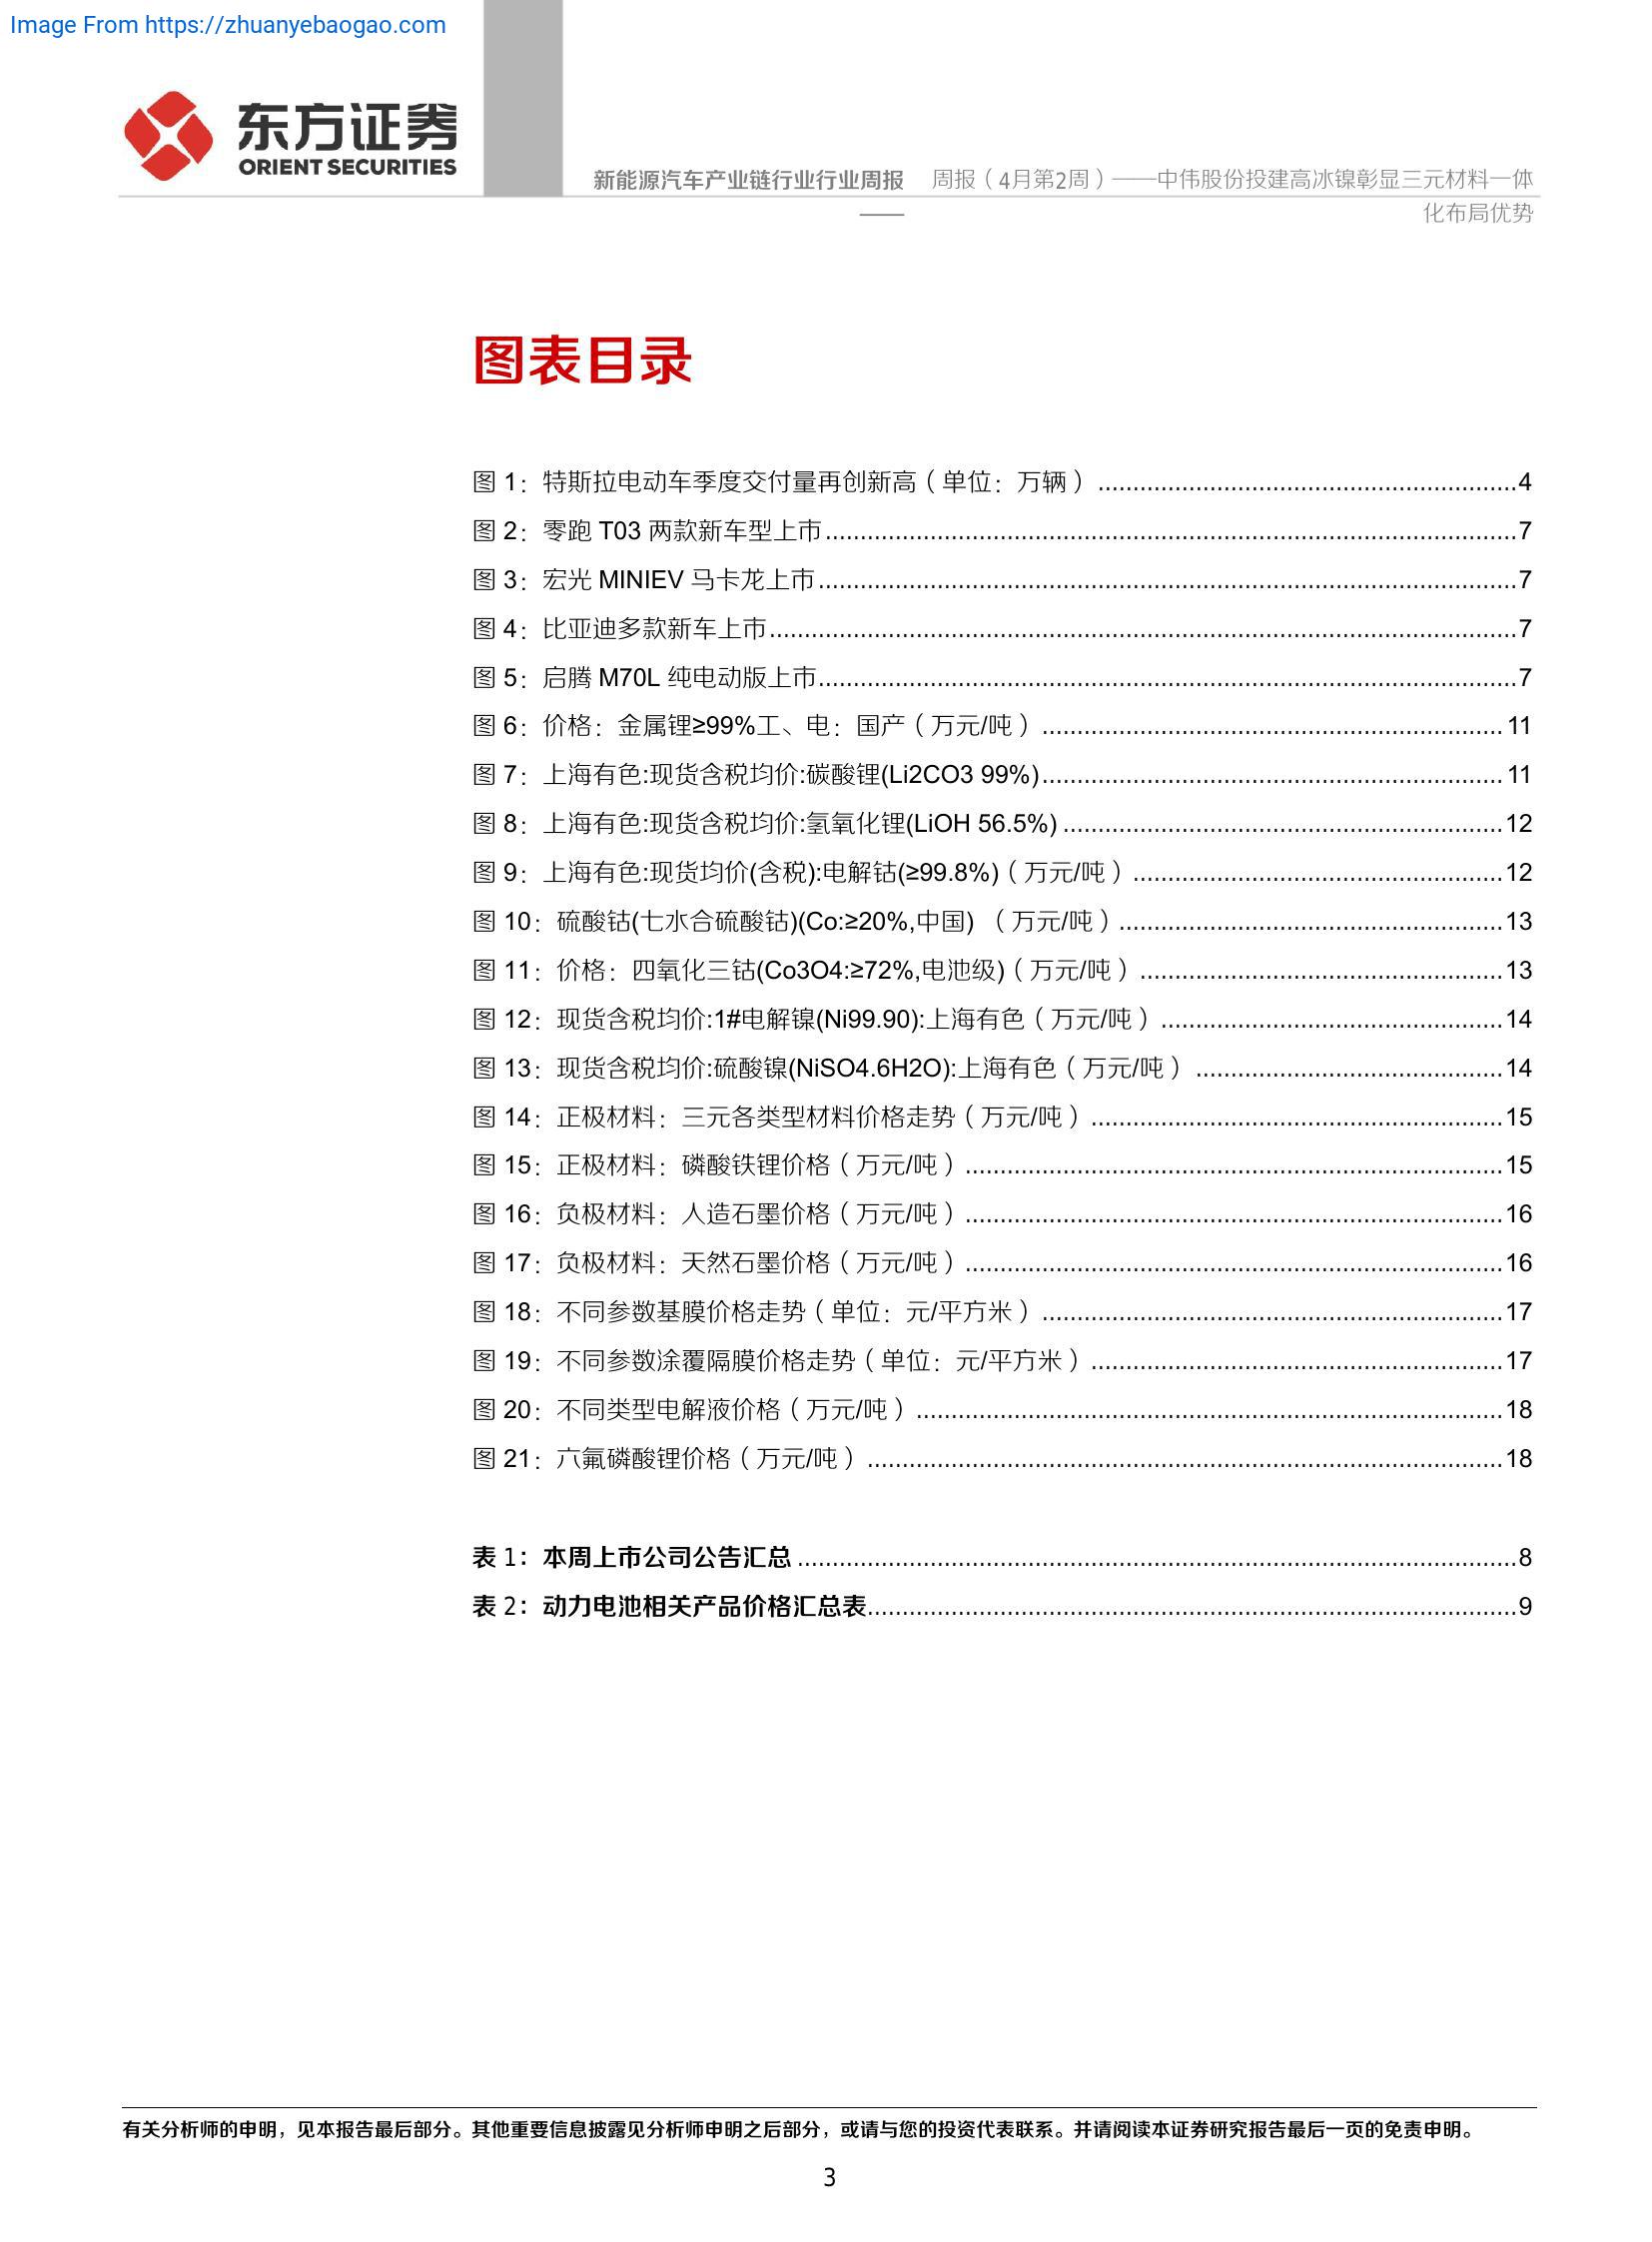 Image From https://zhuanyebaogao.com
东方证券
ORIENT SECURITIES
新能源汽车产业链行业行业周报 周报（4月第2周）——中伟股份投建高冰镍彰显三元材料一体
—— 化布局优势
图表目录
图 1：特斯拉电动车季度交付量再创新高（单位：万辆）............................................................4
图 2：零跑 T03 两款新车型上市....................................................................................................7
图 3：宏光 MINIEV 马卡龙上市....................................................................................................7
图 4：比亚迪多款新车上市............................................................................................................7
图 5：启腾 M70L 纯电动版上市....................................................................................................7
图 6：价格：金属锂≥99%工、电：国产（万元/吨）..................................................................11
图 7：上海有色:现货含税均价:碳酸锂(Li2CO3 99%)..................................................................11
图 8：上海有色:现货含税均价:氢氧化锂(LiOH 56.5%)...............................................................12
图 9：上海有色:现货均价(含税):电解钴(≥99.8%)（万元/吨）.....................................................12
图 10：硫酸钴(七水合硫酸钴)(Co:≥20%,中国) （万元/吨）.......................................................13
图 11：价格：四氧化三钴(Co3O4:≥72%,电池级)（万元/吨）....................................................13
图 12：现货含税均价:1#电解镍(Ni99.90):上海有色（万元/吨）.................................................14
图 13：现货含税均价:硫酸镍(NiSO4.6H2O):上海有色（万元/吨）............................................14
图 14：正极材料：三元各类型材料价格走势（万元/吨）...........................................................15
图 15：正极材料：磷酸铁锂价格（万元/吨）.............................................................................15
图 16：负极材料：人造石墨价格（万元/吨）.............................................................................16
图 17：负极材料：天然石墨价格（万元/吨）.............................................................................16
图 18：不同参数基膜价格走势（单位：元/平方米）..................................................................17
图 19：不同参数涂覆隔膜价格走势（单位：元/平方米）...........................................................17
图 20：不同类型电解液价格（万元/吨）....................................................................................18
图 21：六氟磷酸锂价格（万元/吨）...........................................................................................18
表 1：本周上市公司公告汇总.......................................................................................................8
表 2：动力电池相关产品价格汇总表.............................................................................................9
有关分析师的申明，见本报告最后部分。其他重要信息披露见分析师申明之后部分，或请与您的投资代表联系。并请阅读本证券研究报告最后一页的免责申明。
3